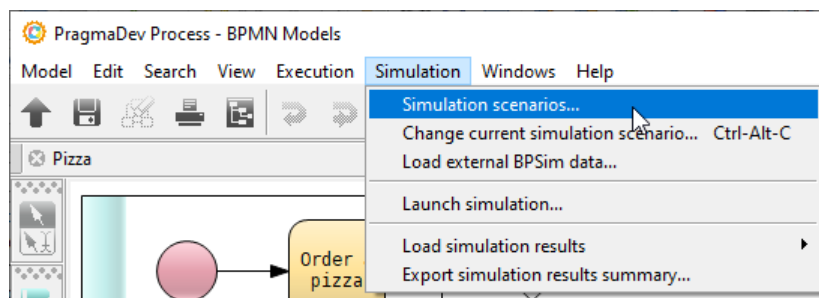 PragmaDev Process - BPMN Models
Model Edit Search View Execution Simulation Windows Help
Simulation scenarios...
Change current simulation scenario... Ctrl-Alt-C
Pizza
Load external BPSim data...
Launch simulation...
Order
pizza
Load simulation results
Export simulation results summary...